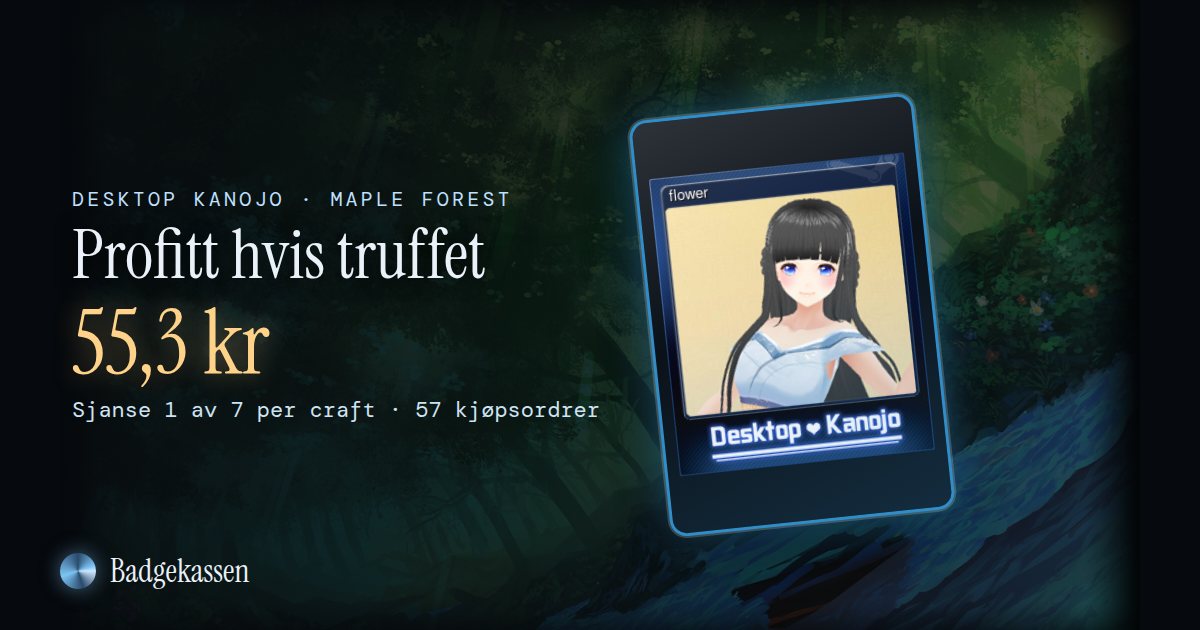 DESKTOP KANOJO · MAPLE FOREST
Profitt hvis truffet
55,3 kr
Sjanse 1 av 7 per craft · 57 kjøpsordrer
flower
Desktop ❤ Kanojo
Badgekassen